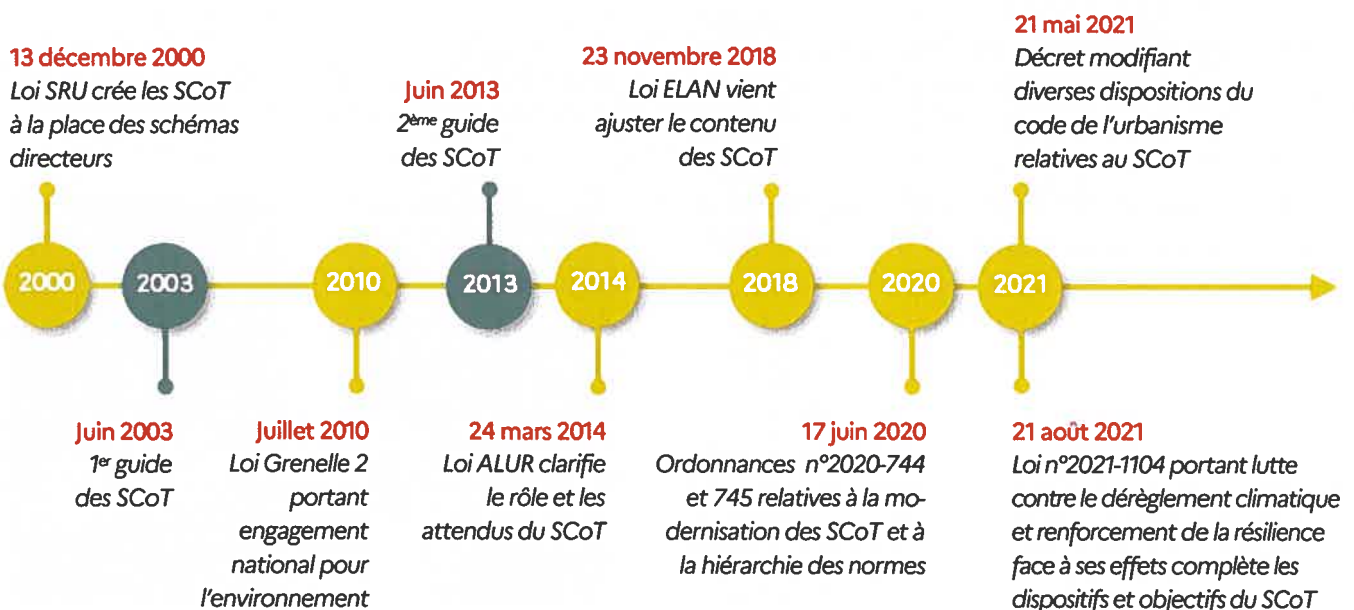 13 décembre 2000
Loi SRU crée les SCoT
à la place des schémas
directeurs
Juin 2013
2ème guide
des SCoT
23 novembre 2018
Loi ELAN vient
ajuster le contenu
des SCoT
21 mai 2021
Décret modifiant
diverses dispositions du
code de l'urbanisme
relatives au SCoT
2000
2003
2010
2013
2014
2018
2020
2021
Juin 2003
1er guide
des SCoT
Juillet 2010
Loi Grenelle 2
portant
engagement
national pour
l'environnement
24 mars 2014
Loi ALUR clarifie
le rôle et les
attendus du SCoT
17 juin 2020
Ordonnances n°2020-744
et 745 relatives à la mo-
dernisation des SCoT et à
la hiérarchie des normes
21 août 2021
Loi n°2021-1104 portant lutte
contre le dérèglement climatique
et renforcement de la résilience
face à ses effets complète les
dispositifs et objectifs du SCoT